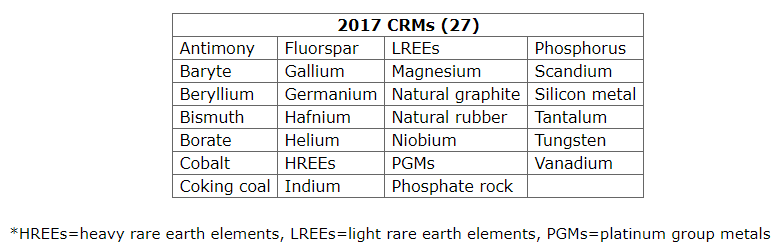 2017 CRMs (27)
Antimony Fluorspar LREEs Phosphorus
Baryte Gallium Magnesium Scandium
Beryllium Germanium Natural graphite Silicon metal
Bismuth Hafnium Natural rubber Tantalum
Borate Helium Niobium Tungsten
Cobalt HREEs PGMs Vanadium
Coking coal Indium Phosphate rock
*HREEs=heavy rare earth elements, LREEs=light rare earth elements, PGMs=platinum group metals